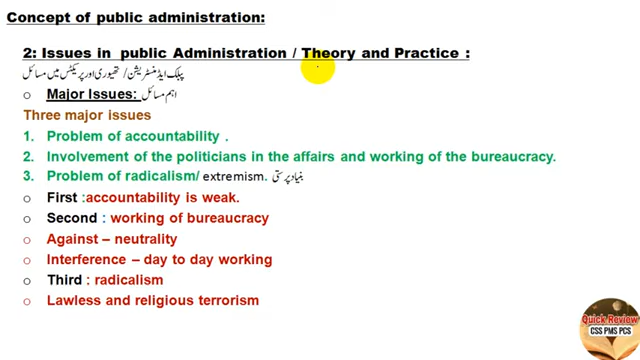 Concept of public administration:
2: Issues in public Administration / Theory and Practice :
پبلک ایڈمنسٹریشن / تھیوری اور پریکٹس میں مسائل
o Major Issues: اہم مسائل
Three major issues
1. Problem of accountability .
2. Involvement of the politicians in the affairs and working of the bureaucracy.
3. Problem of radicalism/ extremism. بنیاد پرستی
o First :accountability is weak.
o Second : working of bureaucracy
o Against – neutrality
o Interference – day to day working
o Third : radicalism
o Lawless and religious terrorism
Quick Review
CSS PMS PCS